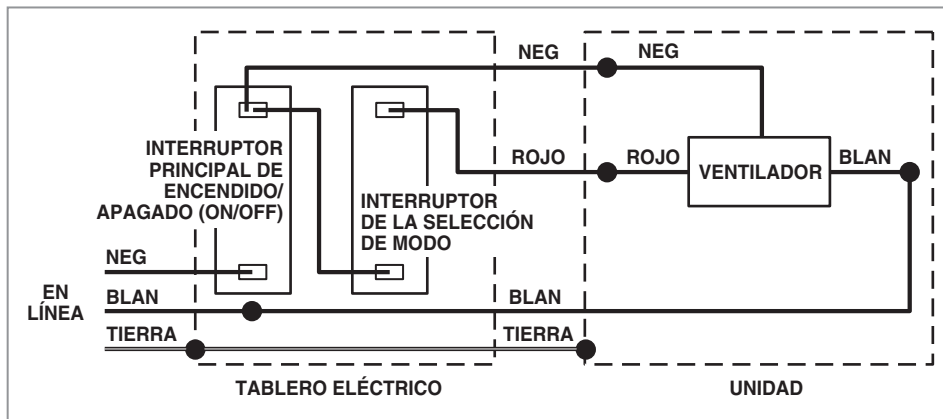 NEG
NEG
INTERRUPTOR
PRINCIPAL DE
ENCENDIDO/
APAGADO (ON/OFF)
INTERRUPTOR
DE LA SELECCIÓN
DE MODO
ROJO
ROJO
VENTILADOR
BLAN
EN
LÍNEA
NEG
BLAN
BLAN
TIERRA
TIERRA
TABLERO ELÉCTRICO
UNIDAD